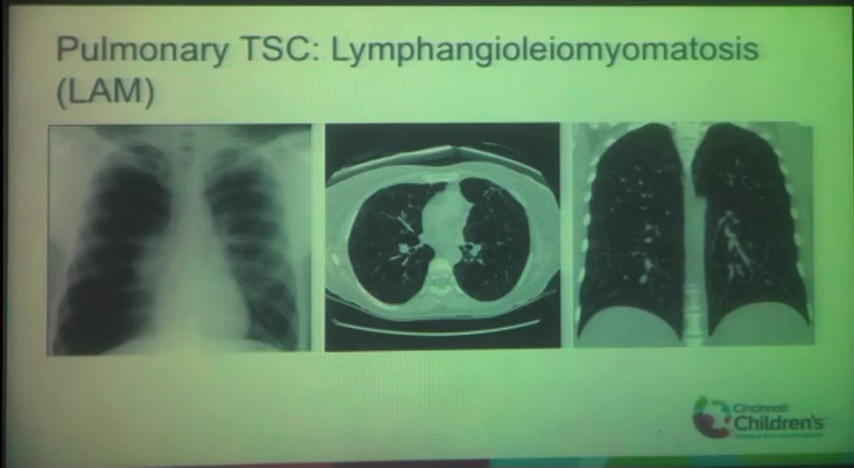 Pulmonary TSC: Lymphangioleiomyomatosis
(LAM)
Cincinnati
Children's